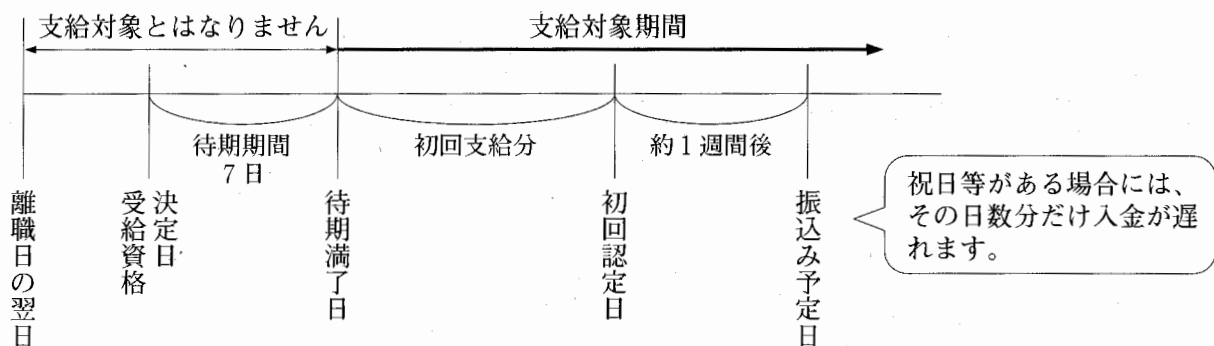 支給対象とはなりません
支給対象期間
待期期間
7日
初回支給分
約1週間後
離職日の翌日
受給資格
決定日
待期満了日
初回認定日
振込み予定日
祝日等がある場合には、
その日数分だけ入金が遅
れます。